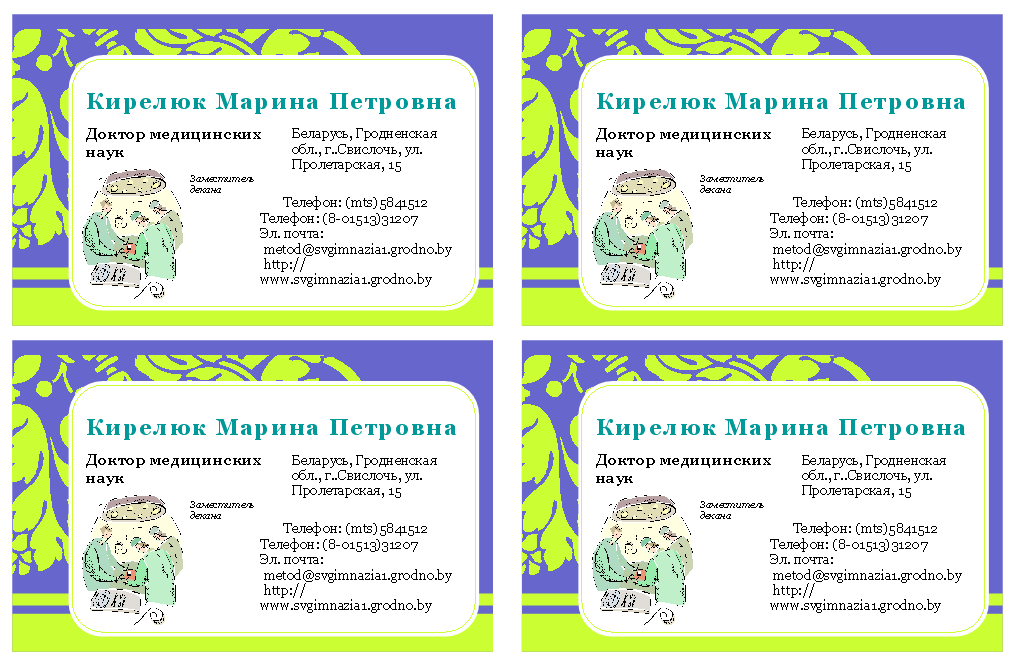 Кирелюк Марина Петровна
Доктор медицинских
наук
Беларусь, Гродненская
обл., г..Свислочь, ул.
Пролетарская, 15
Заместитель
декана
Телефон: (mts)5841512
Телефон: (8-01513)31207
Эл. почта:
metod@svgimnazia1.grodno.by
http://
www.svgimnazia1.grodno.by
Кирелюк Марина Петровна
Доктор медицинских
наук
Беларусь, Гродненская
обл., г..Свислочь, ул.
Пролетарская, 15
Заместитель
декана
Телефон: (mts)5841512
Телефон: (8-01513)31207
Эл. почта:
metod@svgimnazia1.grodno.by
http://
www.svgimnazia1.grodno.by
Кирелюк Марина Петровна
Доктор медицинских
наук
Беларусь, Гродненская
обл., г..Свислочь, ул.
Пролетарская, 15
Заместитель
декана
Телефон: (mts)5841512
Телефон: (8-01513)31207
Эл. почта:
metod@svgimnazia1.grodno.by
http://
www.svgimnazia1.grodno.by
Кирелюк Марина Петровна
Доктор медицинских
наук
Беларусь, Гродненская
обл., г..Свислочь, ул.
Пролетарская, 15
Заместитель
декана
Телефон: (mts)5841512
Телефон: (8-01513)31207
Эл. почта:
metod@svgimnazia1.grodno.by
http://
www.svgimnazia1.grodno.by